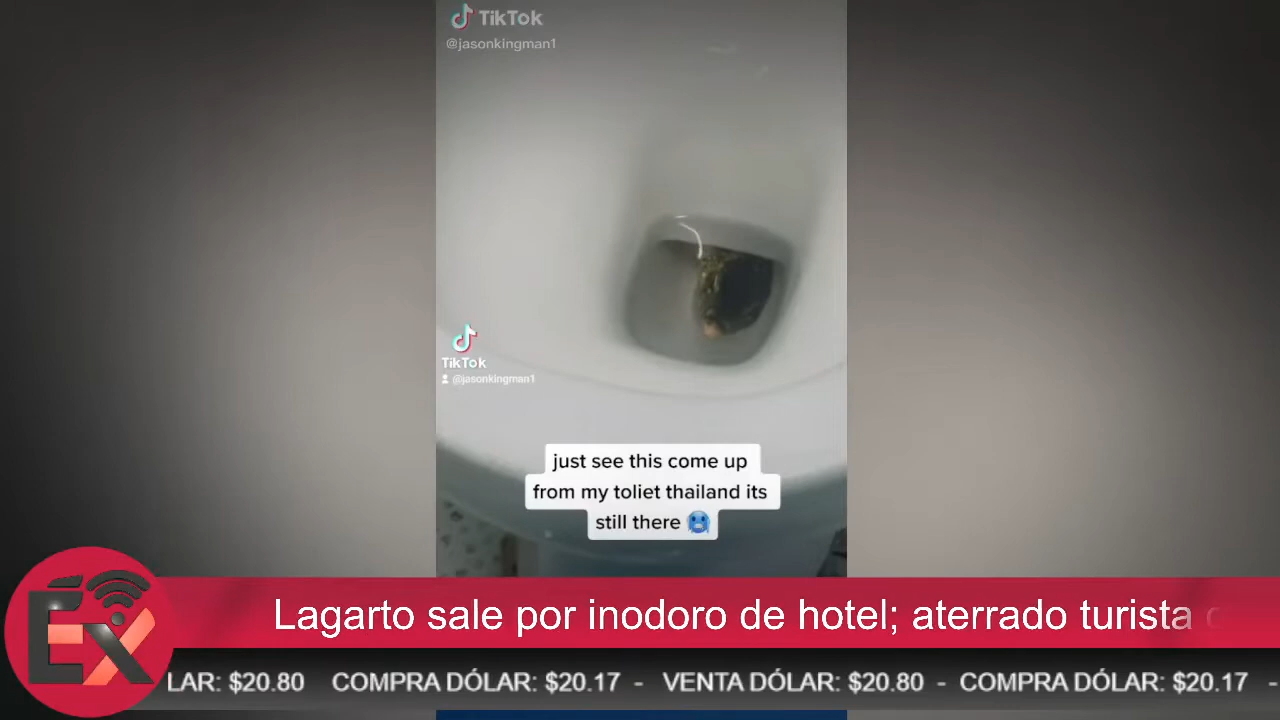 TikTok
@jasonkingman1
TikTok
@jasonkingman1
just see this come up
from my toliet thailand its
still there 🥶
Lagarto sale por inodoro de hotel; aterrado turista
EX
LAR: $20.80 COMPRA DÓLAR: $20.17 - VENTA DÓLAR: $20.80 - COMPRA DÓLAR: $20.17 -